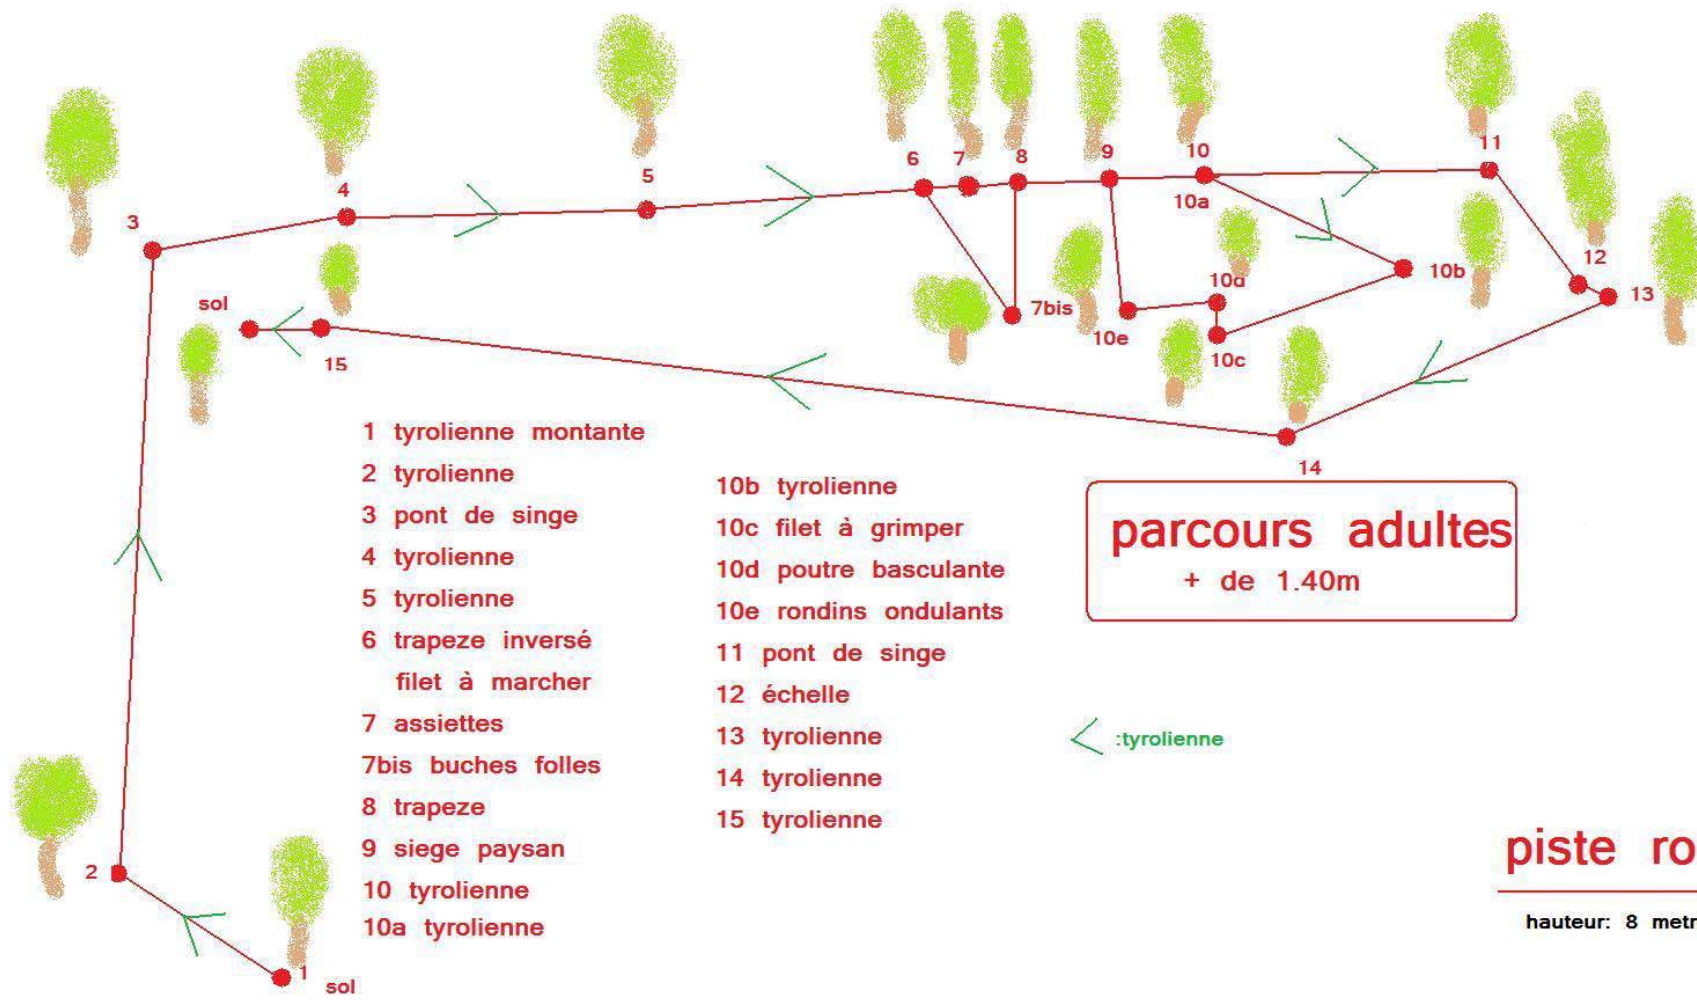 3
4
5
6
7
8
9
10
11
10a
12
13
10b
10d
7bis
10e
10c
sol
15
14
1 tyrolienne montante
2 tyrolienne
3 pont de singe
4 tyrolienne
5 tyrolienne
6 trapeze inversé
filet à marcher
7 assiettes
7bis buches folles
8 trapeze
9 siege paysan
10 tyrolienne
10a tyrolienne
10b tyrolienne
10c filet à grimper
10d poutre basculante
10e rondins ondulants
11 pont de singe
12 échelle
13 tyrolienne
14 tyrolienne
15 tyrolienne
parcours adultes
+ de 1.40m
:tyrolienne
2
1
sol
piste ro
hauteur: 8 metr